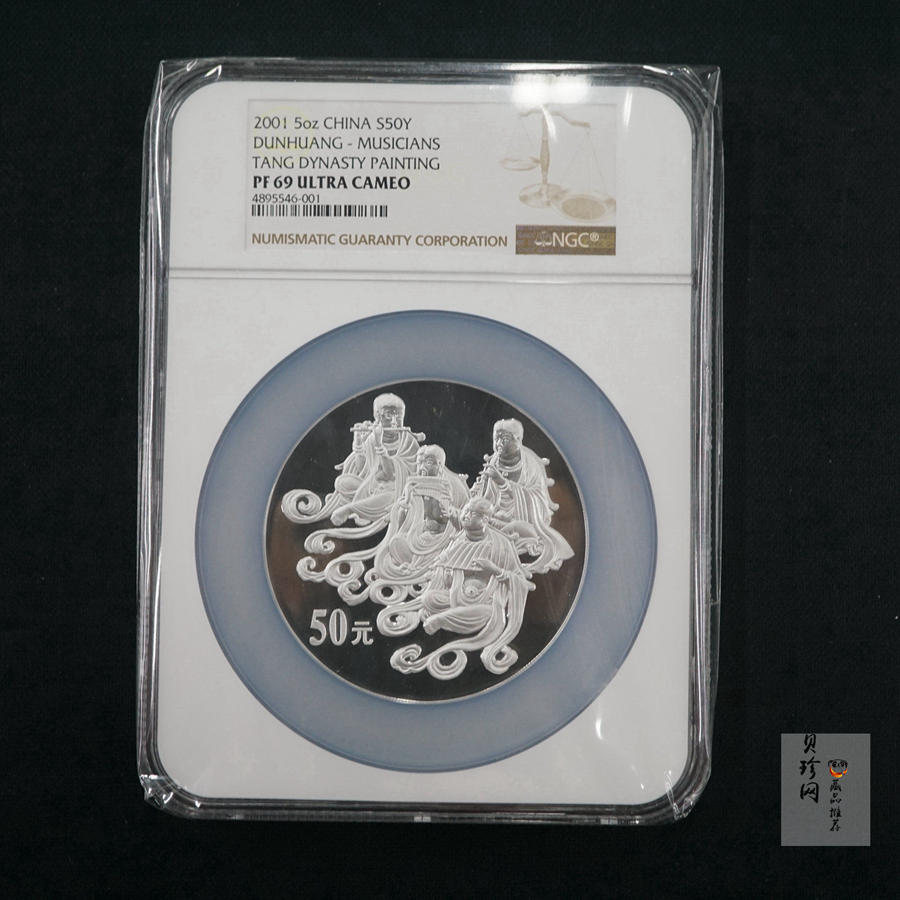 2001 5oz CHINA S50Y
DUNHUANG - MUSICIANS
TANG DYNASTY PAINTING
PF 69 ULTRA CAMEO
4895546-001
NUMISMATIC GUARANTY CORPORATION
NGC®
50元
贝珍网
藏品推荐